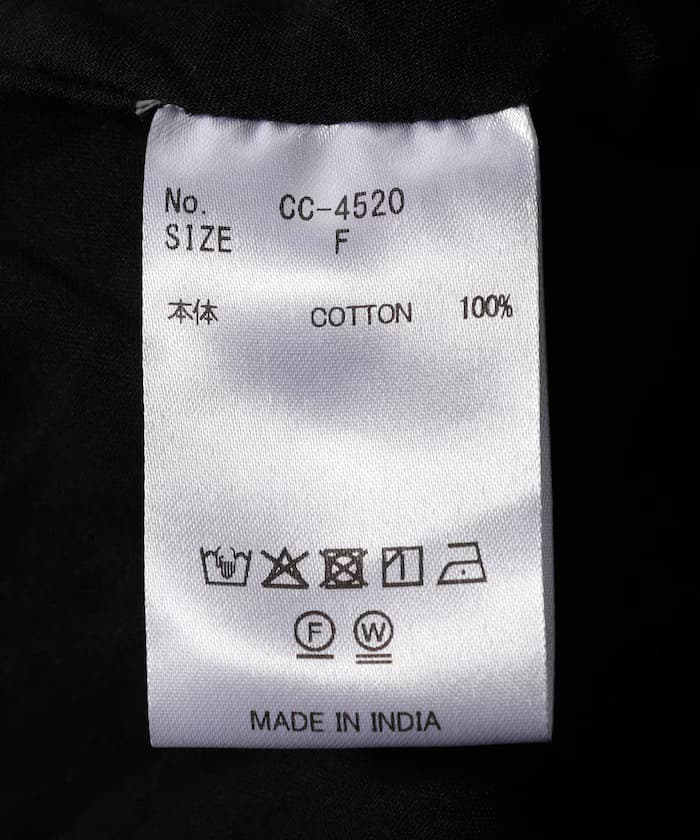 No. CC-4520
SIZE F
本体 COTTON 100%
F W
MADE IN INDIA